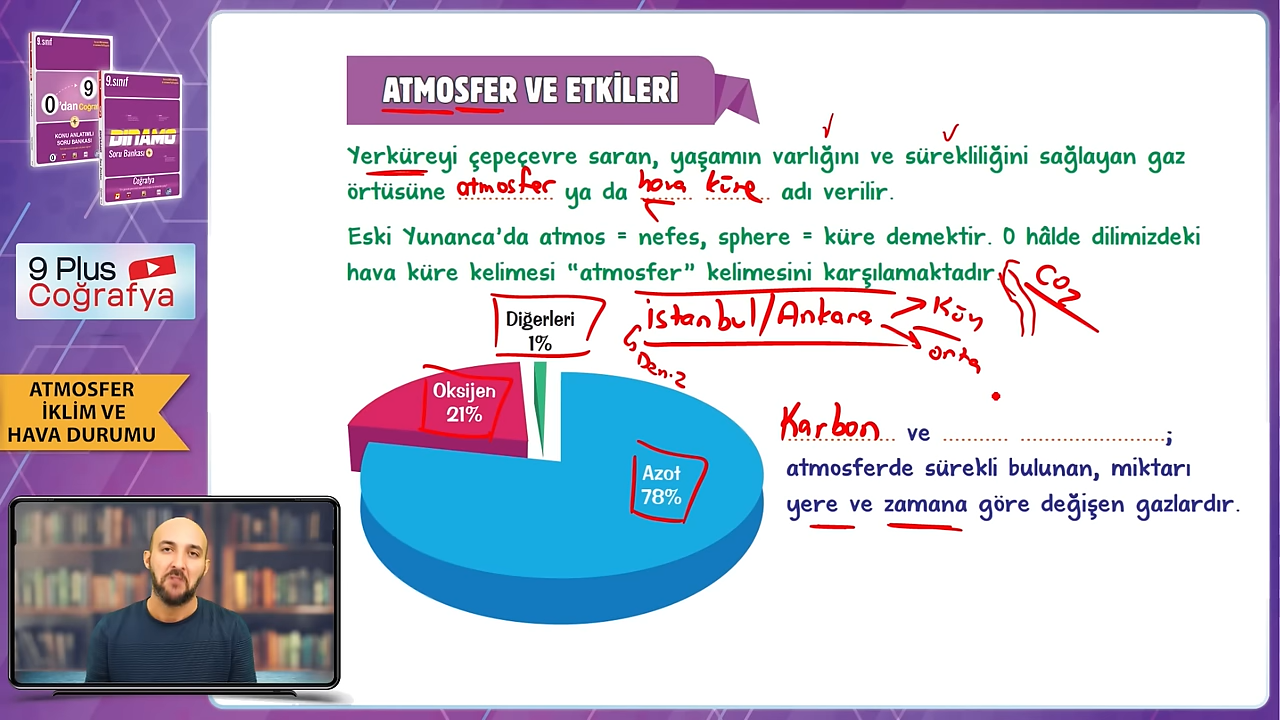 9.sınıf
0'dan 9
Coğrafya
KONU ANLATIMLI
SORU BANKASI
9.sınıf
DİNAMO
Soru Bankası
Coğrafya
9 Plus
Coğrafya
ATMOSFER
İKLİM VE
HAVA DURUMU
ATMOSFER VE ETKİLERİ
Yerküreyi çepeçevre saran, yaşamın varlığını ve sürekliliğini sağlayan gaz
örtüsüne atmosfer ya da hava küre adı verilir.
Eski Yunanca'da atmos = nefes, sphere = küre demektir. O hâlde dilimizdeki
hava küre kelimesi “atmosfer” kelimesini karşılamaktadır.
CO2
İstanbul/Ankara
Den.
orta
Diğerleri
1%
Oksijen
21%
Azot
78%
Karbon ve ;
atmosferde sürekli bulunan, miktarı
yere ve zamana göre değişen gazlardır.